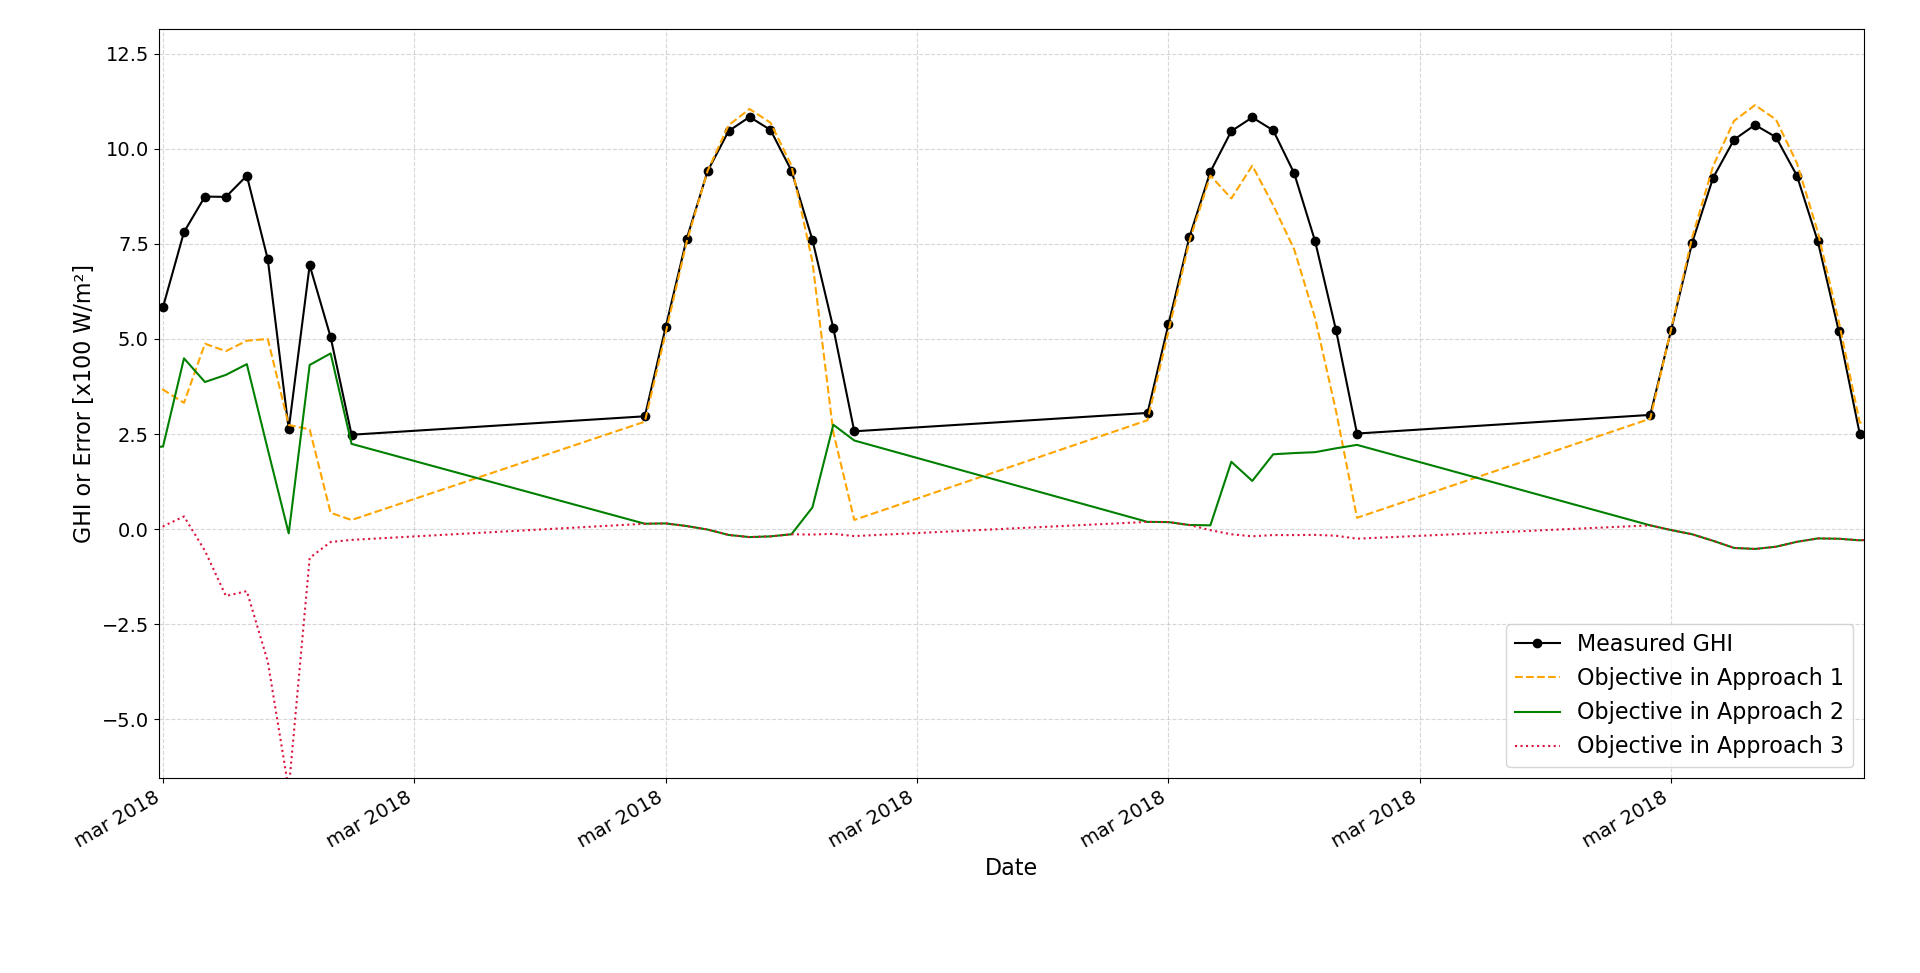 12.5
10.0
7.5
5.0
2.5
0.0
−2.5
−5.0
GHI or Error [x100 W/m²]
Measured GHI
Objective in Approach 1
Objective in Approach 2
Objective in Approach 3
mar 2018 mar 2018 mar 2018 mar 2018 mar 2018 mar 2018 mar 2018
Date